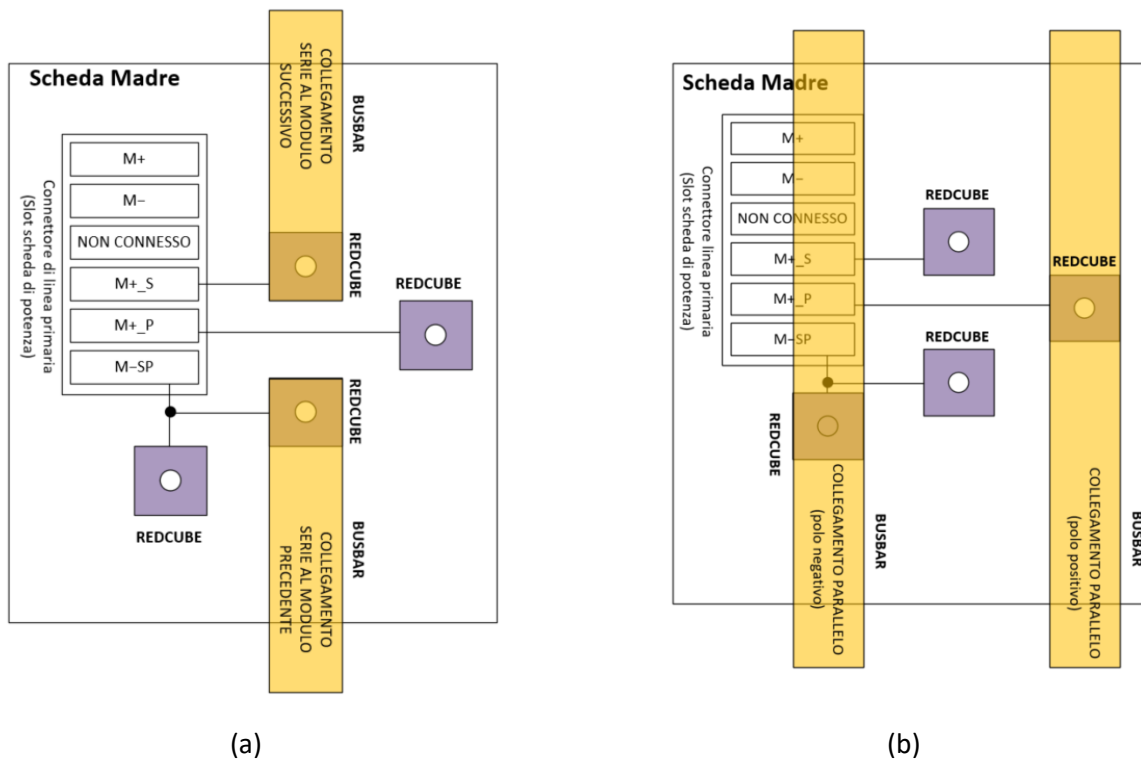 Scheda Madre
COLLEGAMENTO
SERIE AL MODULO
SUCCESSIVO
BUSBAR
Connettore di linea primaria
(Slot scheda di potenza)
M+
M−
NON CONNESSO
M+_S
M+_P
M−SP
REDCUBE
REDCUBE
REDCUBE
REDCUBE
COLLEGAMENTO
SERIE AL MODULO
PRECEDENTE
BUSBAR
(a)
Scheda Madre
Connettore linea primaria
(Slot scheda di potenza)
M+
M−
NON CONNESSO
M+_S
M+_P
M−SP
REDCUBE
REDCUBE
REDCUBE
REDCUBE
COLLEGAMENTO PARALLELO
(polo negativo)
BUSBAR
COLLEGAMENTO PARALLELO
(polo positivo)
BUSBAR
(b)